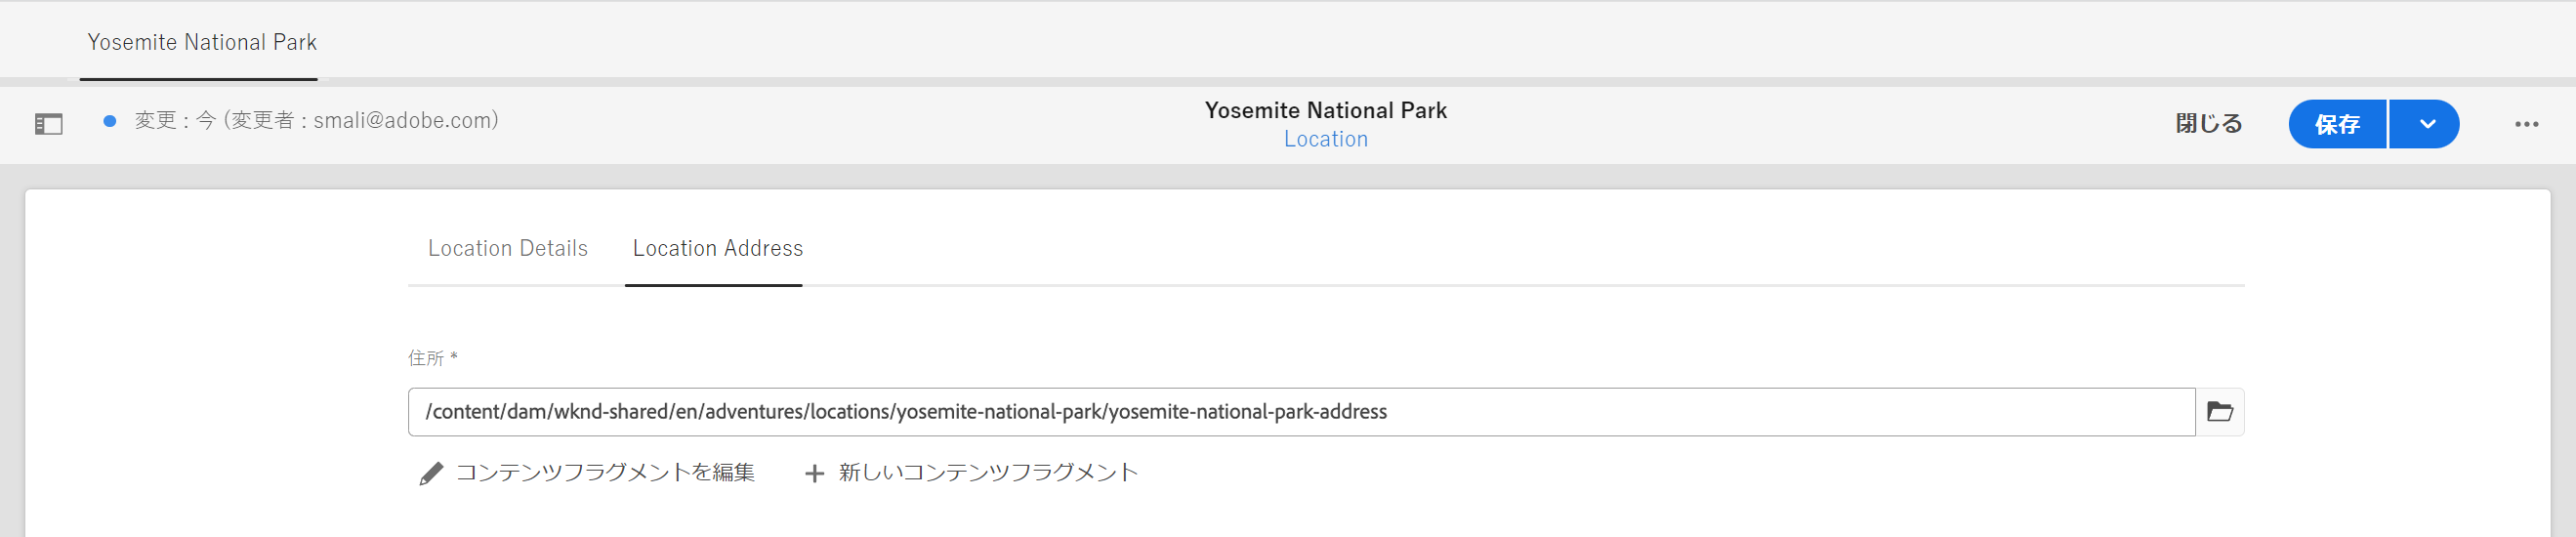 Yosemite National Park
変更 : 今 (変更者 : smali@adobe.com)
Yosemite National Park
Location
閉じる
保存
Location Details
Location Address
住所 *
/content/dam/wknd-shared/en/adventures/locations/yosemite-national-park/yosemite-national-park-address
コンテンツフラグメントを編集
新しいコンテンツフラグメント